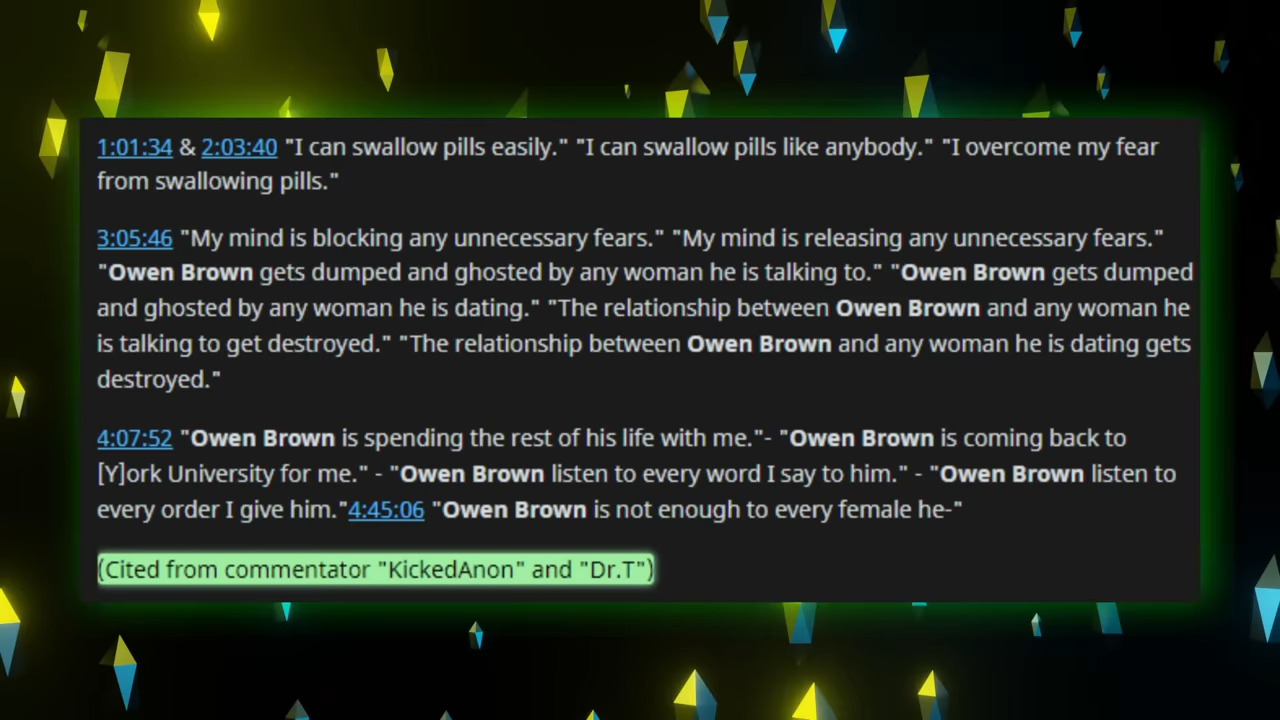 1:01:34 & 2:03:40 "I can swallow pills easily." "I can swallow pills like anybody." "I overcome my fear
from swallowing pills."
3:05:46 "My mind is blocking any unnecessary fears." "My mind is releasing any unnecessary fears."
"Owen Brown gets dumped and ghosted by any woman he is talking to." "Owen Brown gets dumped
and ghosted by any woman he is dating." "The relationship between Owen Brown and any woman he
is talking to get destroyed." "The relationship between Owen Brown and any woman he is dating gets
destroyed."
4:07:52 "Owen Brown is spending the rest of his life with me."- "Owen Brown is coming back to
[Y]ork University for me." - "Owen Brown listen to every word I say to him." - "Owen Brown listen to
every order I give him."4:45:06 "Owen Brown is not enough to every female he-"
(Cited from commentator "KickedAnon" and "Dr.T")